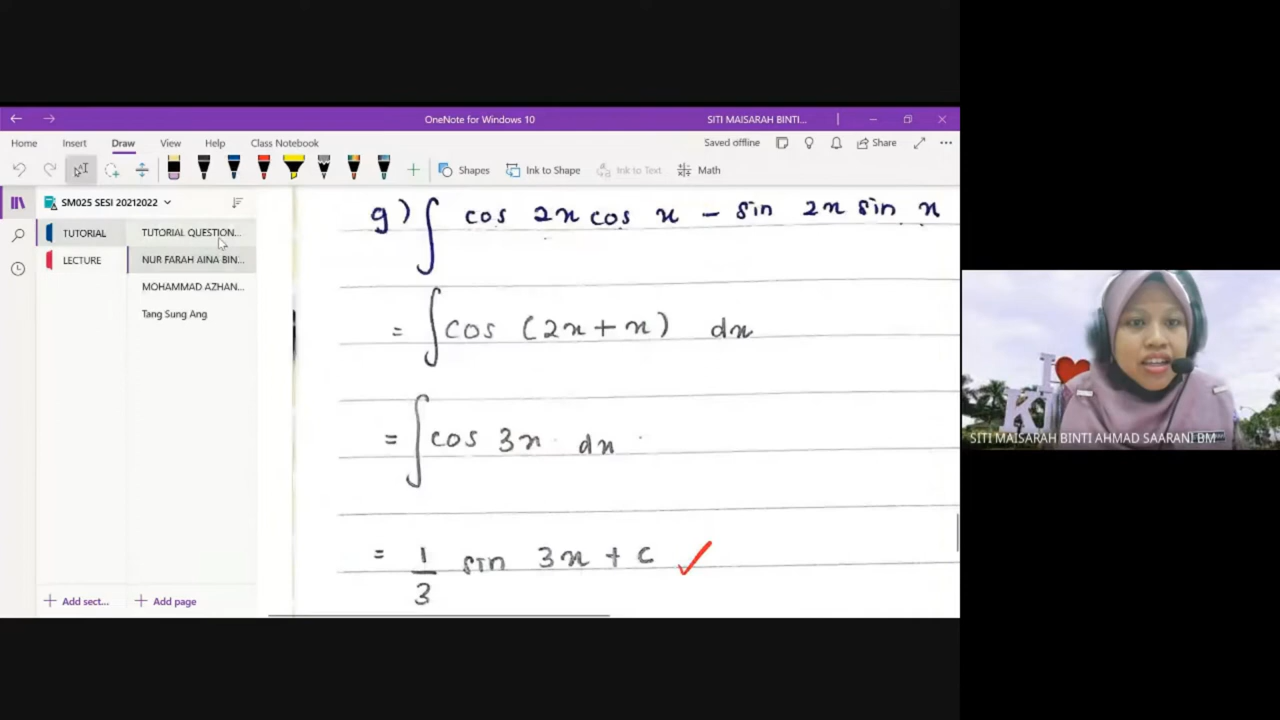 OneNote for Windows 10
SITI MAISARAH BINTI...
Home Insert Draw View Help Class Notebook
Saved offline
Share
Shapes
Ink to Shape
Ink to Text
Math
SM025 SESI 20212022
TUTORIAL
LECTURE
TUTORIAL QUESTION...
NUR FARAH AINA BIN...
MOHAMMAD AZHAN...
Tang Sung Ang
+ Add sect...
+ Add page
g) ∫ cos 2x cos x - sin 2x sin x
= ∫ cos (2x + x) dx
= ∫ cos 3x dx
= 1/3 sin 3x + c ✓
I
KI
SITI MAISARAH BINTI AHMAD SAARANI BM